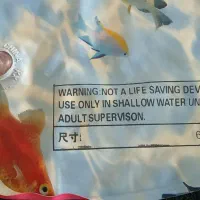 WARNING: NOT A LIFE SAVING DEV
USE ONLY IN SHALLOW WATER UN
ADULT SUPERVISON.
尺寸: